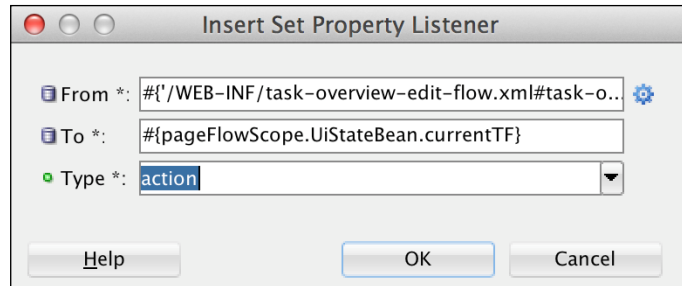 Insert Set Property Listener
From *: #{'/WEB-INF/task-overview-edit-flow.xml#task-o...
To *: #{pageFlowScope.UiStateBean.currentTF}
Type *: action
Help OK Cancel